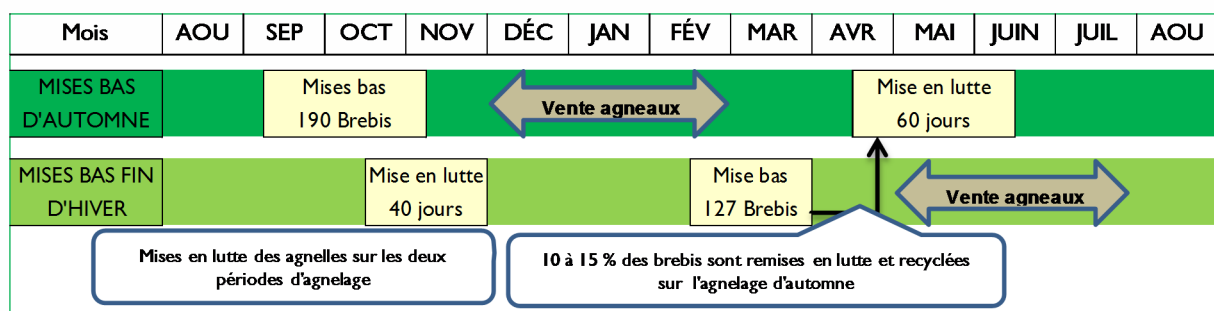 Mois AOU SEP OCT NOV DÉC JAN FÉV MAR AVR MAI JUIN JUIL AOU
MISES BAS
D'AUTOMNE
Mises bas
190 Brebis
Vente agneaux
Mise en lutte
60 jours
MISES BAS FIN
D'HIVER
Mise en lutte
40 jours
Mise bas
127 Brebis
Vente agneaux
Mises en lutte des agnelles sur les deux
périodes d'agnelage
10 à 15 % des brebis sont remises en lutte et recyclées
sur l'agnelage d'automne